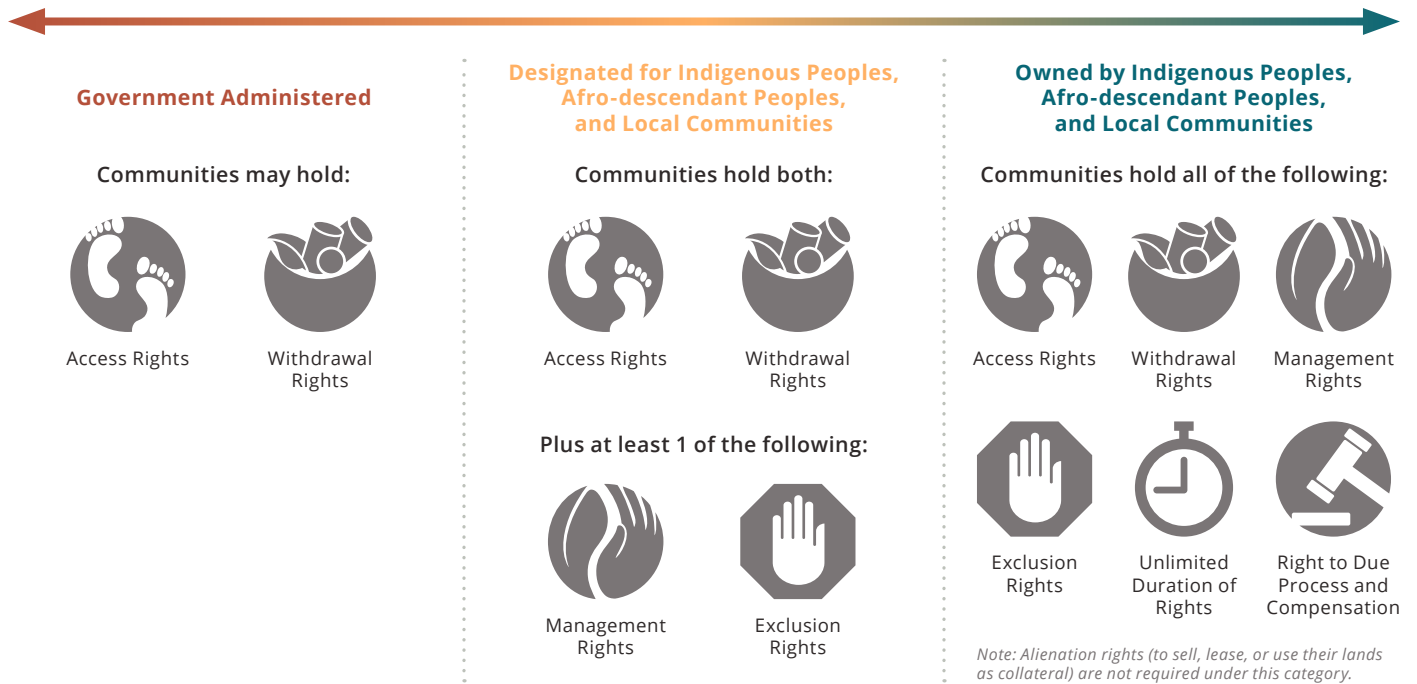 Government Administered
Communities may hold:
Access Rights
Withdrawal
Rights
Designated for Indigenous Peoples,
Afro-descendant Peoples,
and Local Communities
Communities hold both:
Access Rights
Withdrawal
Rights
Plus at least 1 of the following:
Management
Rights
Exclusion
Rights
Owned by Indigenous Peoples,
Afro-descendant Peoples,
and Local Communities
Communities hold all of the following:
Access Rights
Withdrawal
Rights
Management
Rights
Exclusion
Rights
Unlimited
Duration of
Rights
Right to Due
Process and
Compensation
Note: Alienation rights (to sell, lease, or use their lands
as collateral) are not required under this category.